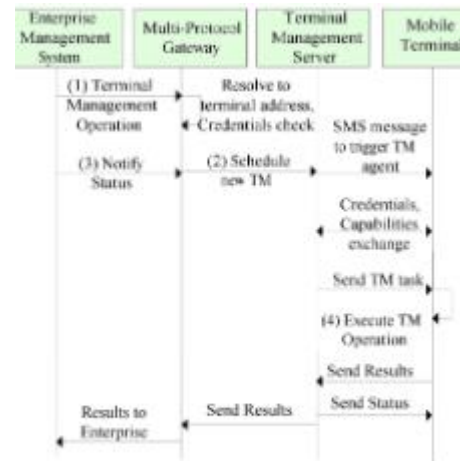 Enterprise
Management
System
Multi-Protocol
Gateway
Terminal
Management
Server
Mobile
Terminal
(1) Terminal
Management
Operation
Resolve to
terminal address,
Credentials check
SMS message
to trigger TM
agent
(3) Notify
Status
(2) Schedule
new TM
Credentials,
Capabilities
exchange
Send TM task
(4) Execute TM
Operation
Send Results
Send Status
Send Results
Results to
Enterprise